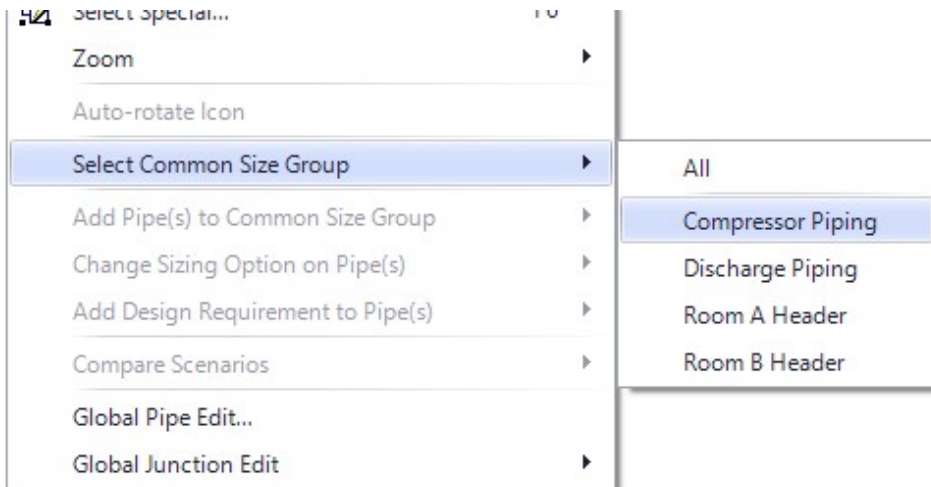 Select Special...
Zoom
Auto-rotate Icon
Select Common Size Group
Add Pipe(s) to Common Size Group
Change Sizing Option on Pipe(s)
Add Design Requirement to Pipe(s)
Compare Scenarios
Global Pipe Edit...
Global Junction Edit
All
Compressor Piping
Discharge Piping
Room A Header
Room B Header